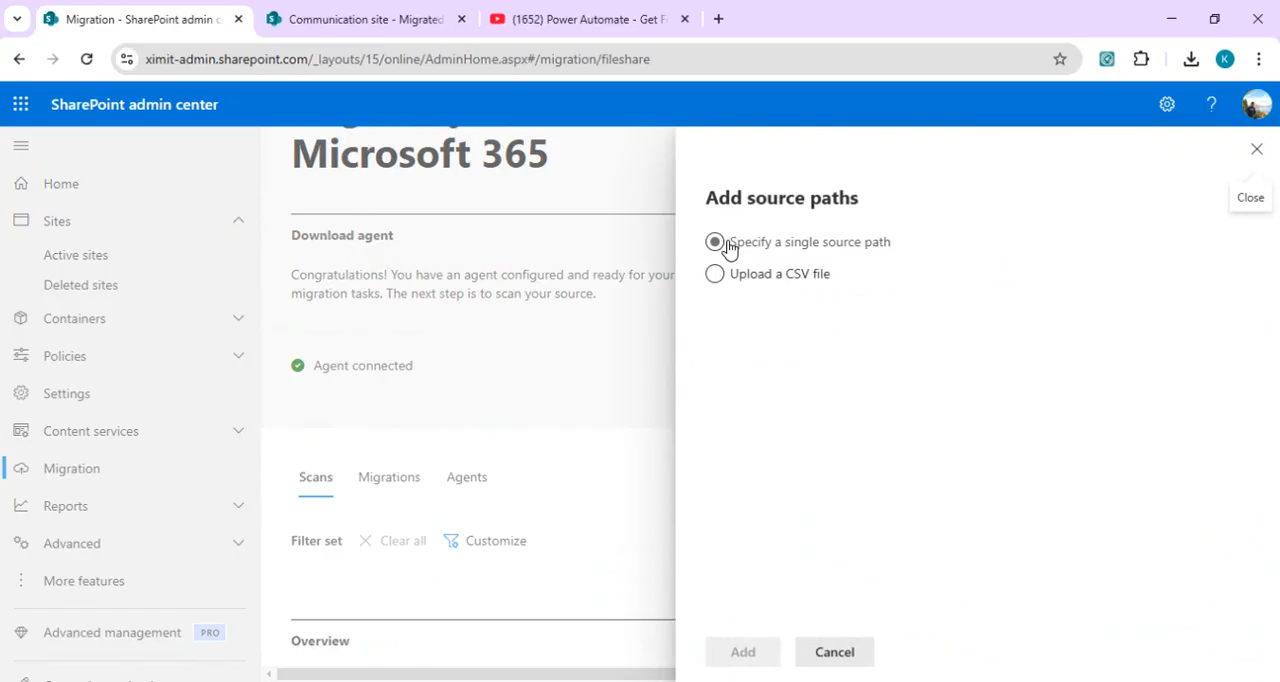 Migration - SharePoint admin c
Communication site - Migrated
(1652) Power Automate - Get F
ximit-admin.sharepoint.com/_layouts/15/online/AdminHome.aspx#/migration/fileshare
K
SharePoint admin center
?
Home
Sites
Active sites
Deleted sites
Containers
Policies
Settings
Content services
Migration
Reports
Advanced
More features
Advanced management PRO
Microsoft 365
Download agent
Congratulations! You have an agent configured and ready for your
migration tasks. The next step is to scan your source.
Agent connected
Scans Migrations Agents
Filter set Clear all Customize
Overview
Close
Add source paths
Specify a single source path
Upload a CSV file
Add Cancel